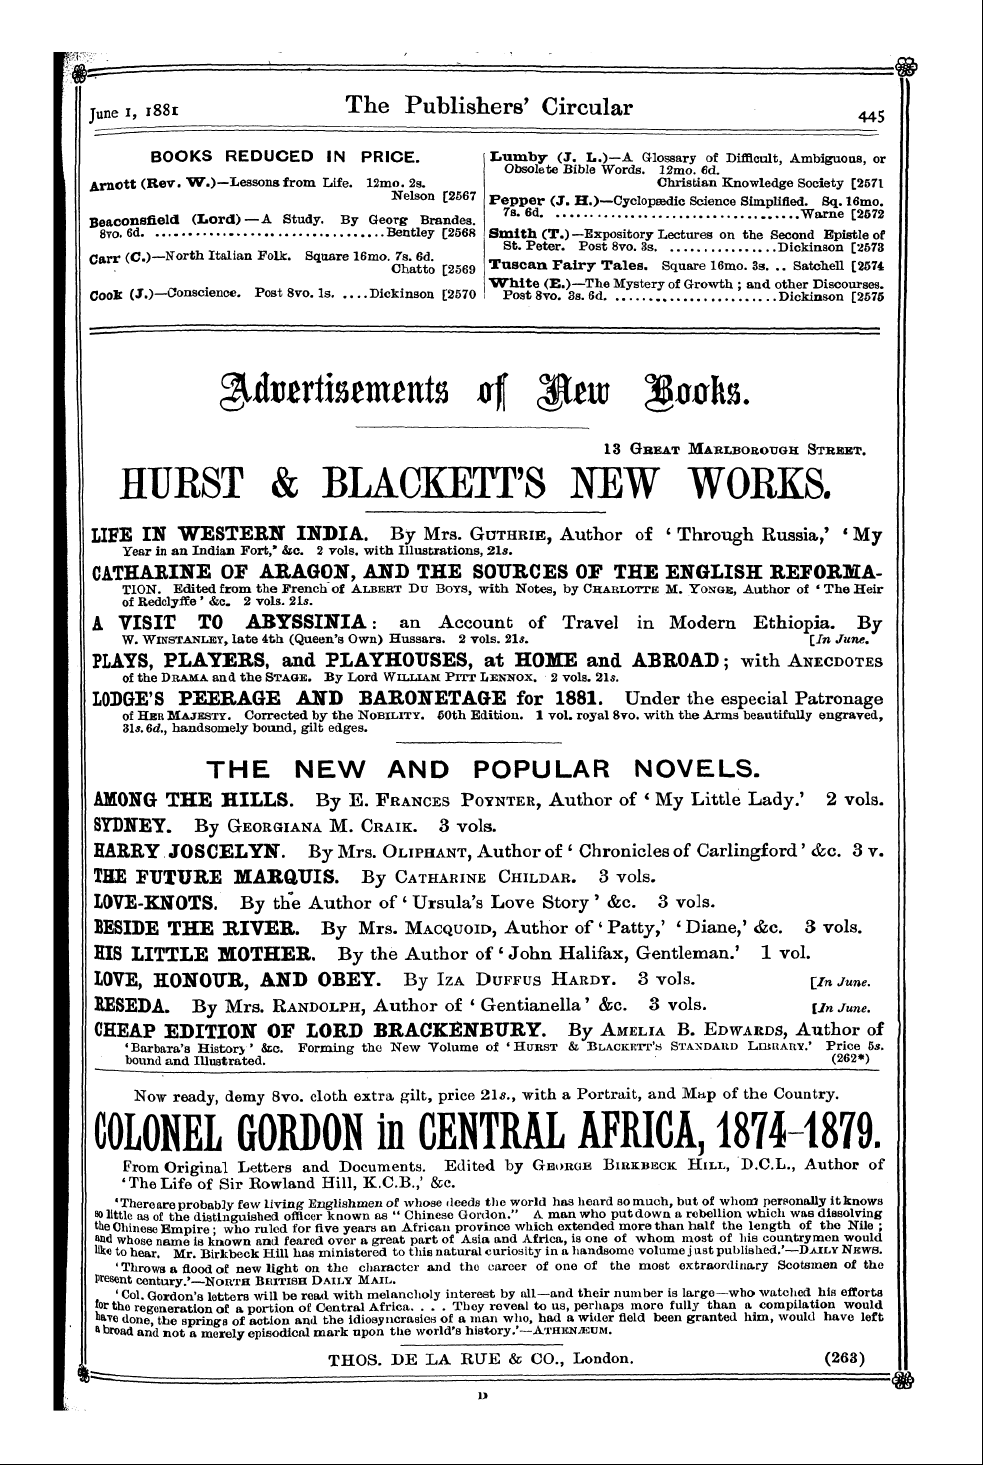 June 1, 1881 The Publishers' Circular 445
BOOKS REDUCED IN PRICE.
Arnott (Rev. W.)—Lessons from Life. 12mo. 2s.
Nelson [2567
Beaconsfield (Lord)—A Study. By Georg Brandes.
8vo. 6d. ................................... Bentley [2568
Carr (C.)—North Italian Folk. Square 16mo. 7s. 6d.
Chatto [2569
Cook (J.)—Conscience. Post 8vo. 1s. .....Dickinson [2570
Lumby (J. L.)—A Glossary of Difficult, Ambiguous, or
Obsolete Bible Words. 12mo. 6d.
Christian Knowledge Society [2571
Pepper (J. H.)—Cyclopædic Science Simplified. Sq. 16mo.
7s. 6d. ....................................Warne [2572
Smith (T.)—Expository Lectures on the Second Epistle of
St. Peter. Post 8vo. 3s. ................Dickinson [2573
Tuscan Fairy Tales. Square 16mo. 3s. .. Satchell [2574
White (E.)—The Mystery of Growth; and other Discourses.
Post 8vo. 3s. 6d. ........................Dickinson [2575
Advertisements of New Books.
13 GREAT MARLBOROUGH STREET.
HURST & BLACKETT'S NEW WORKS.
LIFE IN WESTERN INDIA. By Mrs. GUTHRIE, Author of 'Through Russia,' 'My
Year in an Indian Fort,' &c. 2 vols. with Illustrations, 21s.
CATHARINE OF ARAGON, AND THE SOURCES OF THE ENGLISH REFORMA-
TION. Edited from the French of ALBERT DU BOYS, with Notes, by CHARLOTTE M. YONGE, Author of 'The Heir
of Redclyffe' &c. 2 vols. 21s.
A VISIT TO ABYSSINIA: an Account of Travel in Modern Ethiopia. By
W. WINSTANLEY, late 4th (Queen's Own) Hussars. 2 vols. 21s. [In June.
PLAYS, PLAYERS, and PLAYHOUSES, at HOME and ABROAD; with ANECDOTES
of the DRAMA and the STAGE. By Lord WILLIAM PITT LENNOX. 2 vols. 21s.
LODGE'S PEERAGE AND BARONETAGE for 1881. Under the especial Patronage
of HER MAJESTY. Corrected by the NOBILITY. 50th Edition. 1 vol. royal 8vo. with the Arms beautifully engraved,
31s. 6d., handsomely bound, gilt edges.
THE NEW AND POPULAR NOVELS.
AMONG THE HILLS. By E. FRANCES POYNTER, Author of 'My Little Lady.' 2 vols.
SYDNEY. By GEORGIANA M. CRAIK. 3 vols.
HARRY JOSCELYN. By Mrs. OLIPHANT, Author of 'Chronicles of Carlingford' &c. 3 v.
THE FUTURE MARQUIS. By CATHARINE CHILDAR. 3 vols.
LOVE-KNOTS. By the Author of 'Ursula's Love Story' &c. 3 vols.
BESIDE THE RIVER. By Mrs. MACQUOID, Author of 'Patty,' 'Diane,' &c. 3 vols.
HIS LITTLE MOTHER. By the Author of 'John Halifax, Gentleman.' 1 vol.
LOVE, HONOUR, AND OBEY. By IZA DUFFUS HARDY. 3 vols. [In June.
RESEDA. By Mrs. RANDOLPH, Author of 'Gentianella' &c. 3 vols. [In June.
CHEAP EDITION OF LORD BRACKENBURY. By AMELIA B. EDWARDS, Author of
'Barbara's History' &c. Forming the New Volume of 'HURST & BLACKETT'S STANDARD LIBRARY.' Price 5s.
bound and Illustrated. (262*)
Now ready, demy 8vo. cloth extra gilt, price 21s., with a Portrait, and Map of the Country.
COLONEL GORDON in CENTRAL AFRICA, 1874-1879.
From Original Letters and Documents. Edited by GEORGE BIRKBECK HILL, D.C.L., Author of
'The Life of Sir Rowland Hill, K.C.B.,' &c.
'There are probably few living Englishmen of whose deeds the world has heard so much, but of whom personally it knows
so little as of the distinguished officer known as "Chinese Gordon." A man who put down a rebellion which was dissolving
the Chinese Empire; who ruled for five years an African province which extended more than half the length of the Nile;
and whose name is known and feared over a great part of Asia and Africa, is one of whom most of his countrymen would
like to hear. Mr. Birkbeck Hill has ministered to this natural curiosity in a handsome volume just published.'—DAILY NEWS.
'Throws a flood of new light on the character and the career of one of the most extraordinary Scotsmen of the
present century.'—NORTH BRITISH DAILY MAIL.
'Col. Gordon's letters will be read with melancholy interest by all—and their number is large—who watched his efforts
for the regeneration of a portion of Central Africa. . . . They reveal to us, perhaps more fully than a compilation would
have done, the springs of action and the idiosyncrasies of a man who, had a wider field been granted him, would have left
a broad and not a merely episodical mark upon the world's history.'—ATHENÆUM.
THOS. DE LA RUE & CO., London. (263)
D